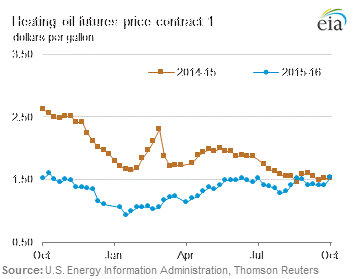 Heating oil futures price contract 1
dollars per gallon
eia
3.50
2014-15
2015-16
2.50
1.50
0.50
Oct
Jan
Apr
Jul
Oct
Source: U.S. Energy Information Administration, Thomson Reuters